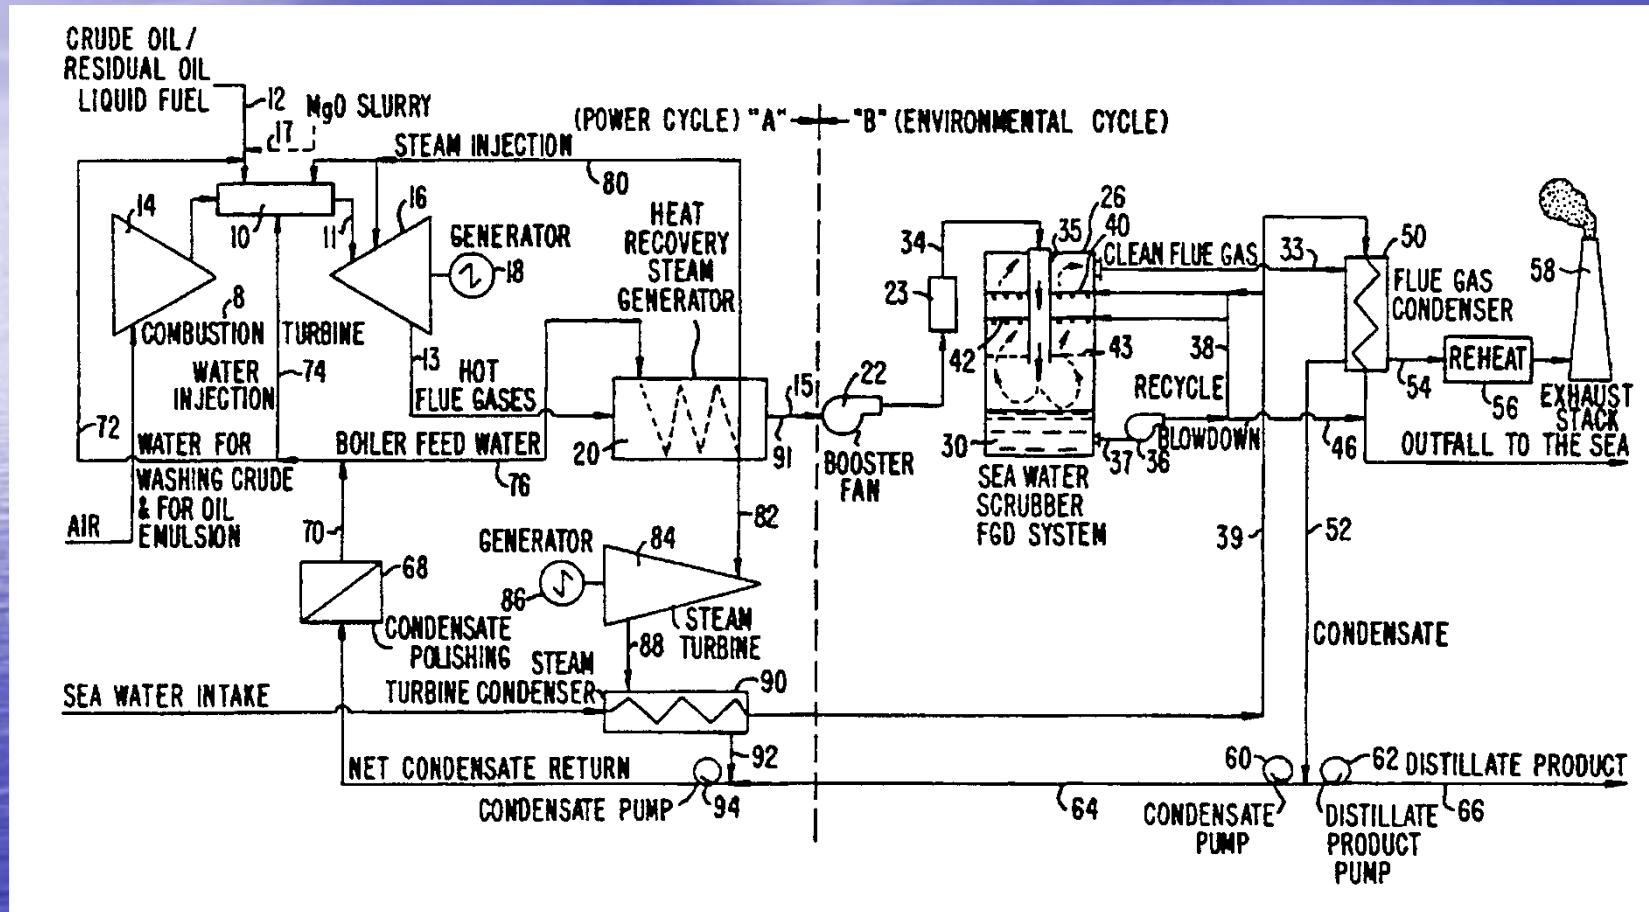 CRUDE OIL/
RESIDUAL OIL
LIQUID FUEL
12
MgO SLURRY
17
(POWER CYCLE) "A"
"B" (ENVIRONMENTAL CYCLE)
STEAM INJECTION
80
14
16
10
11
GENERATOR
18
HEAT
RECOVERY
STEAM
GENERATOR
8
COMBUSTION TURBINE
13
WATER
INJECTION
74
HOT
FLUE GASES
15
20
91
72
WATER FOR
WASHING CRUDE
& FOR OIL
EMULSION
BOILER FEED WATER
76
AIR
70
82
68
CONDENSATE
POLISHING
GENERATOR
84
86
STEAM
TURBINE
88
STEAM
TURBINE CONDENSER
90
SEA WATER INTAKE
92
NET CONDENSATE RETURN
CONDENSATE PUMP
94
22
BOOSTER
FAN
23
34
35
26
40
CLEAN FLUE GAS
33
42
43
38
RECYCLE
30
37
36
BLOWDOWN
46
SEA WATER
SCRUBBER
FGD SYSTEM
39
52
50
FLUE GAS
CONDENSER
54
REHEAT
56
58
EXHAUST
STACK
OUTFALL TO THE SEA
CONDENSATE
60
62
DISTILLATE PRODUCT
64
66
CONDENSATE
PUMP
DISTILLATE
PRODUCT
PUMP